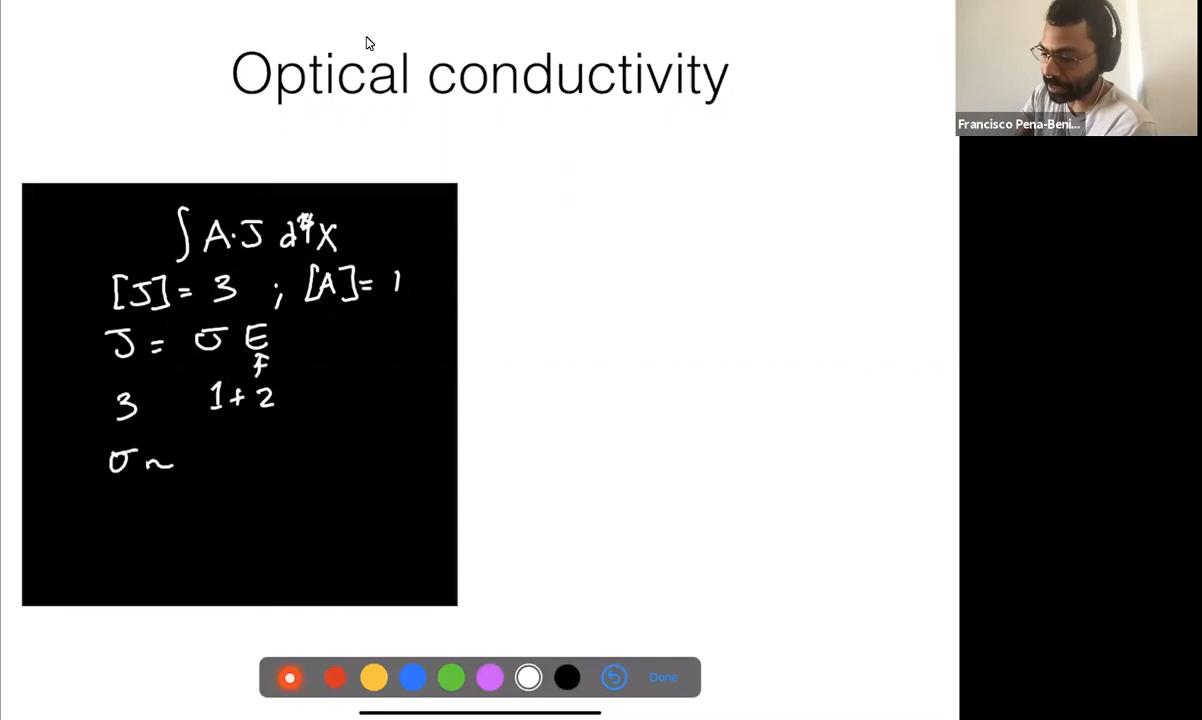 Optical conductivity
Francisco Pena-Beni...
∫ A·J d⁴X
[J] = 3 ; [A] = 1
J = σ E
F
3 1 + 2
σ ~
Done